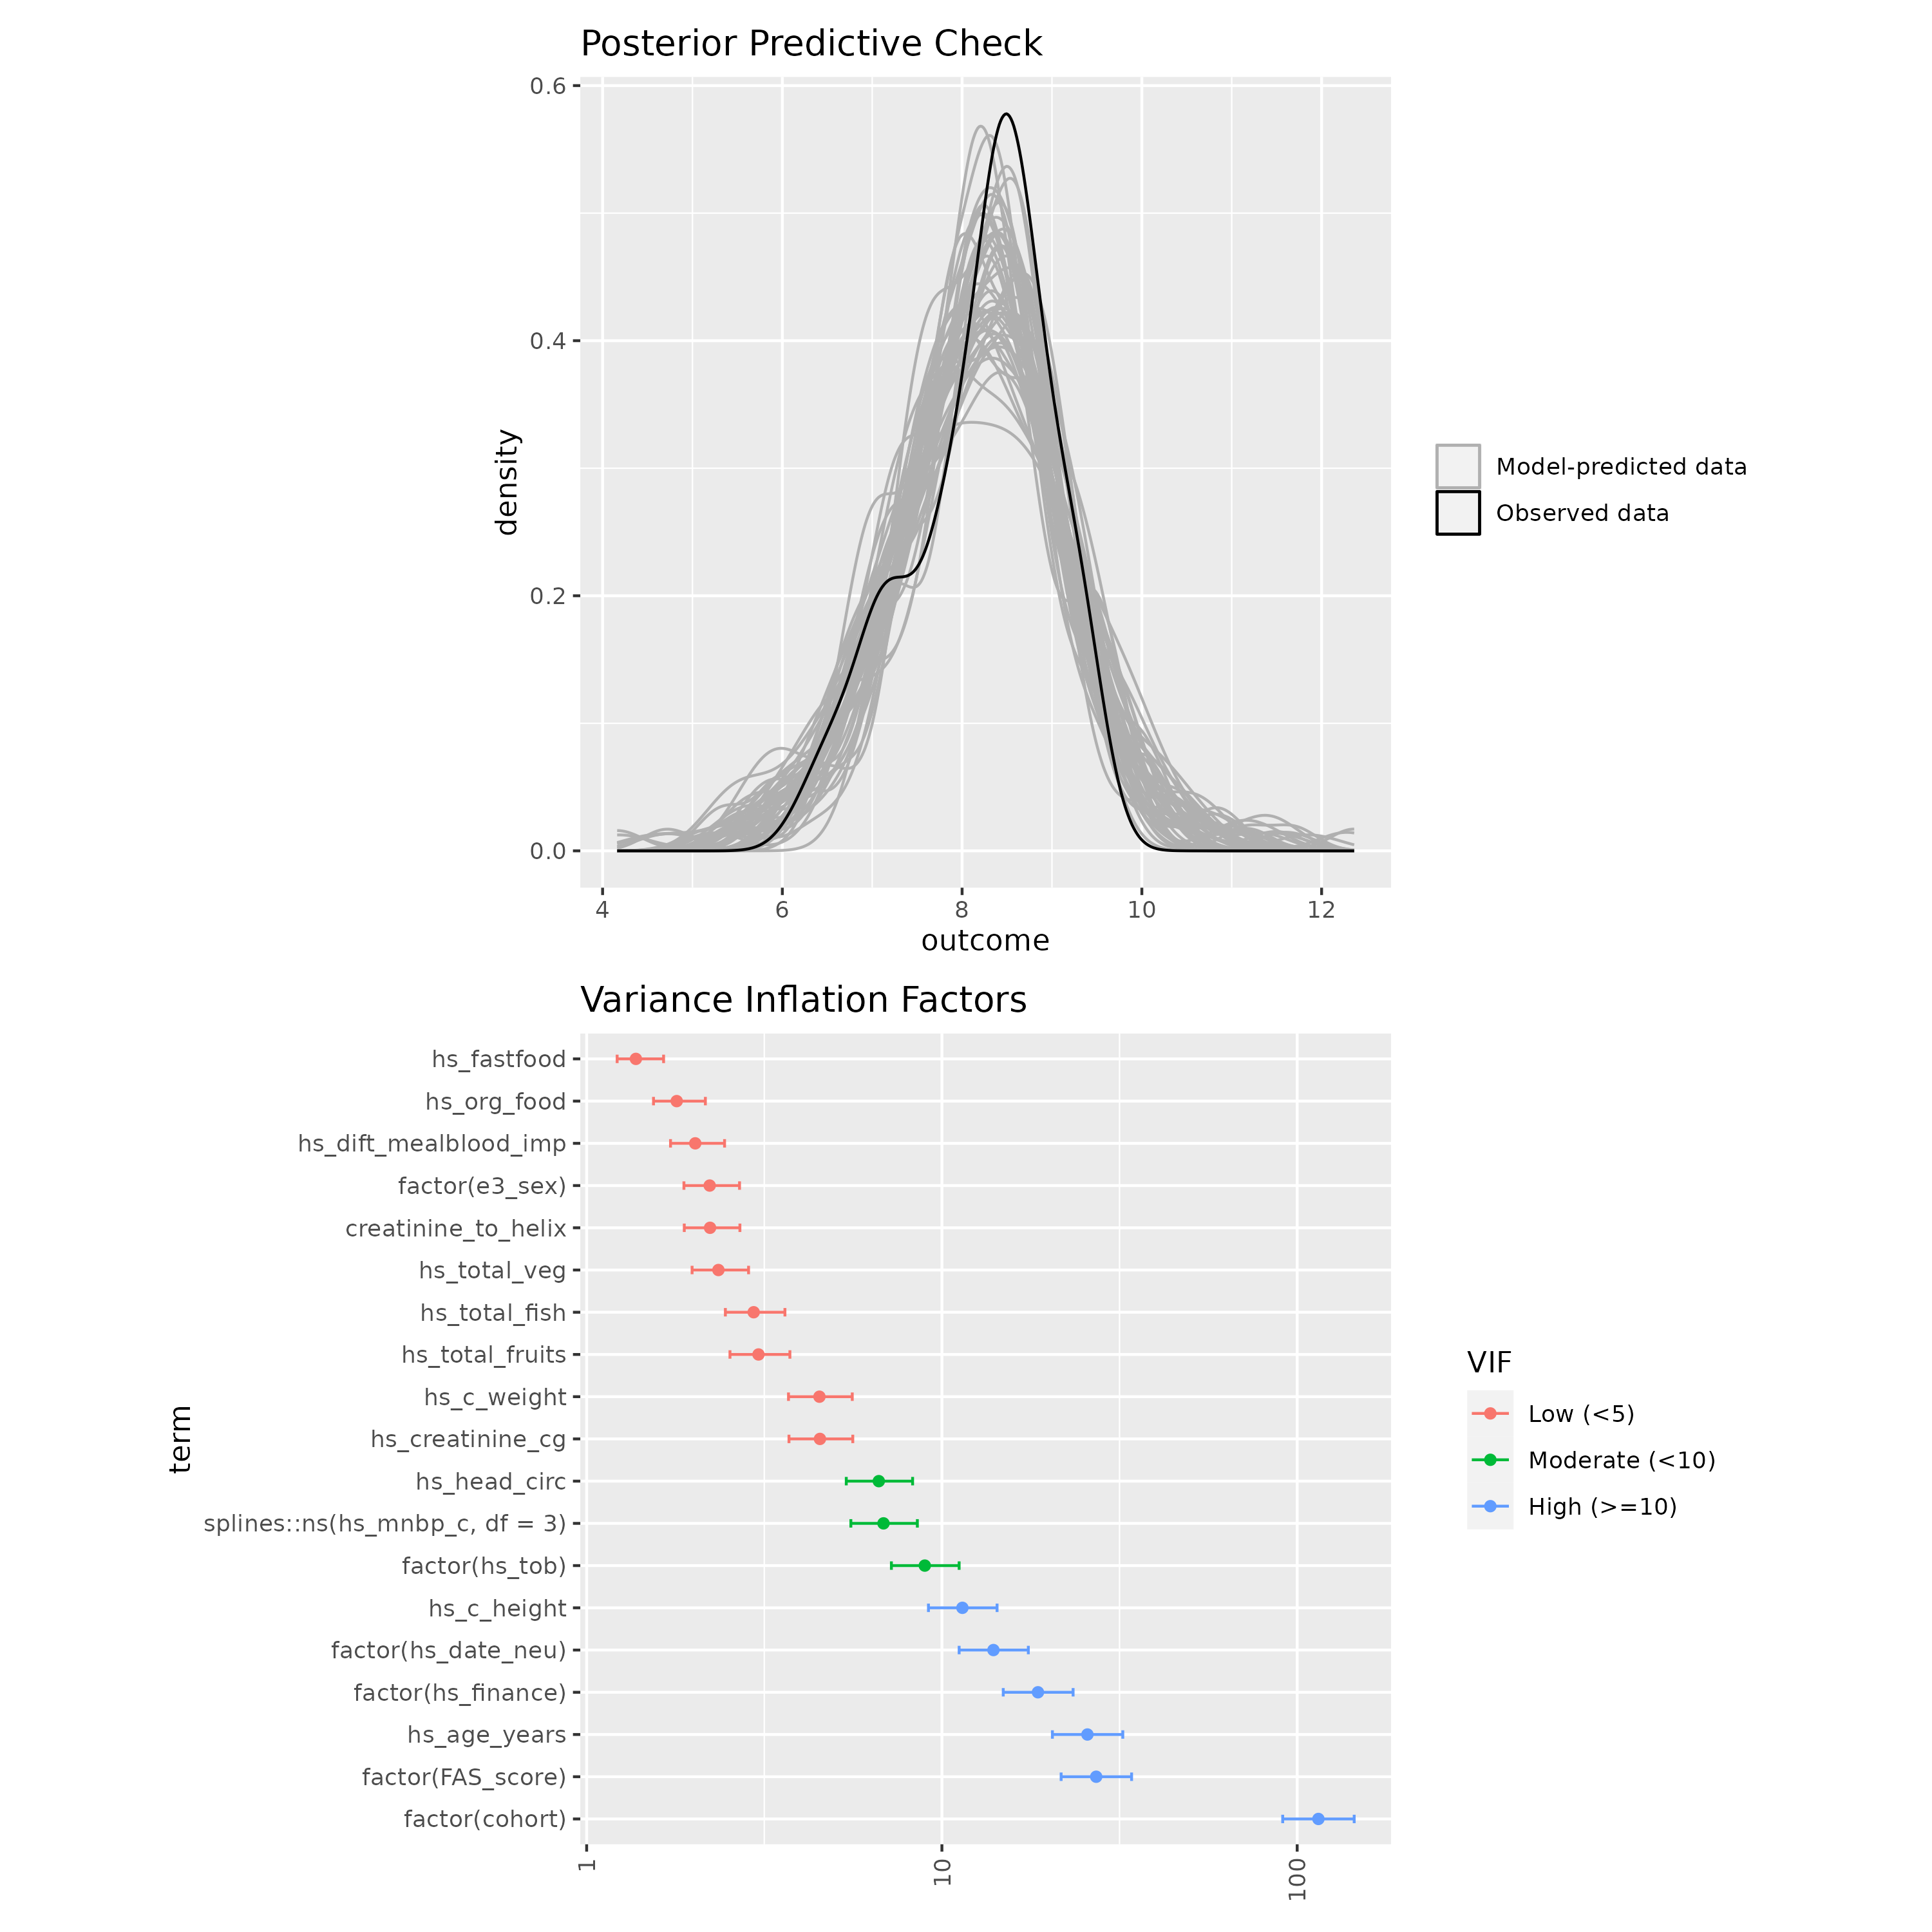 Posterior Predictive Check
0.6
0.4
0.2
0.0
density
4 6 8 10 12
outcome
Model-predicted data
Observed data
Variance Inflation Factors
term
hs_fastfood
hs_org_food
hs_dift_mealblood_imp
factor(e3_sex)
creatinine_to_helix
hs_total_veg
hs_total_fish
hs_total_fruits
hs_c_weight
hs_creatinine_cg
hs_head_circ
splines::ns(hs_mnbp_c, df = 3)
factor(hs_tob)
hs_c_height
factor(hs_date_neu)
factor(hs_finance)
hs_age_years
factor(FAS_score)
factor(cohort)
1 10 100
VIF
Low (<5)
Moderate (<10)
High (>=10)